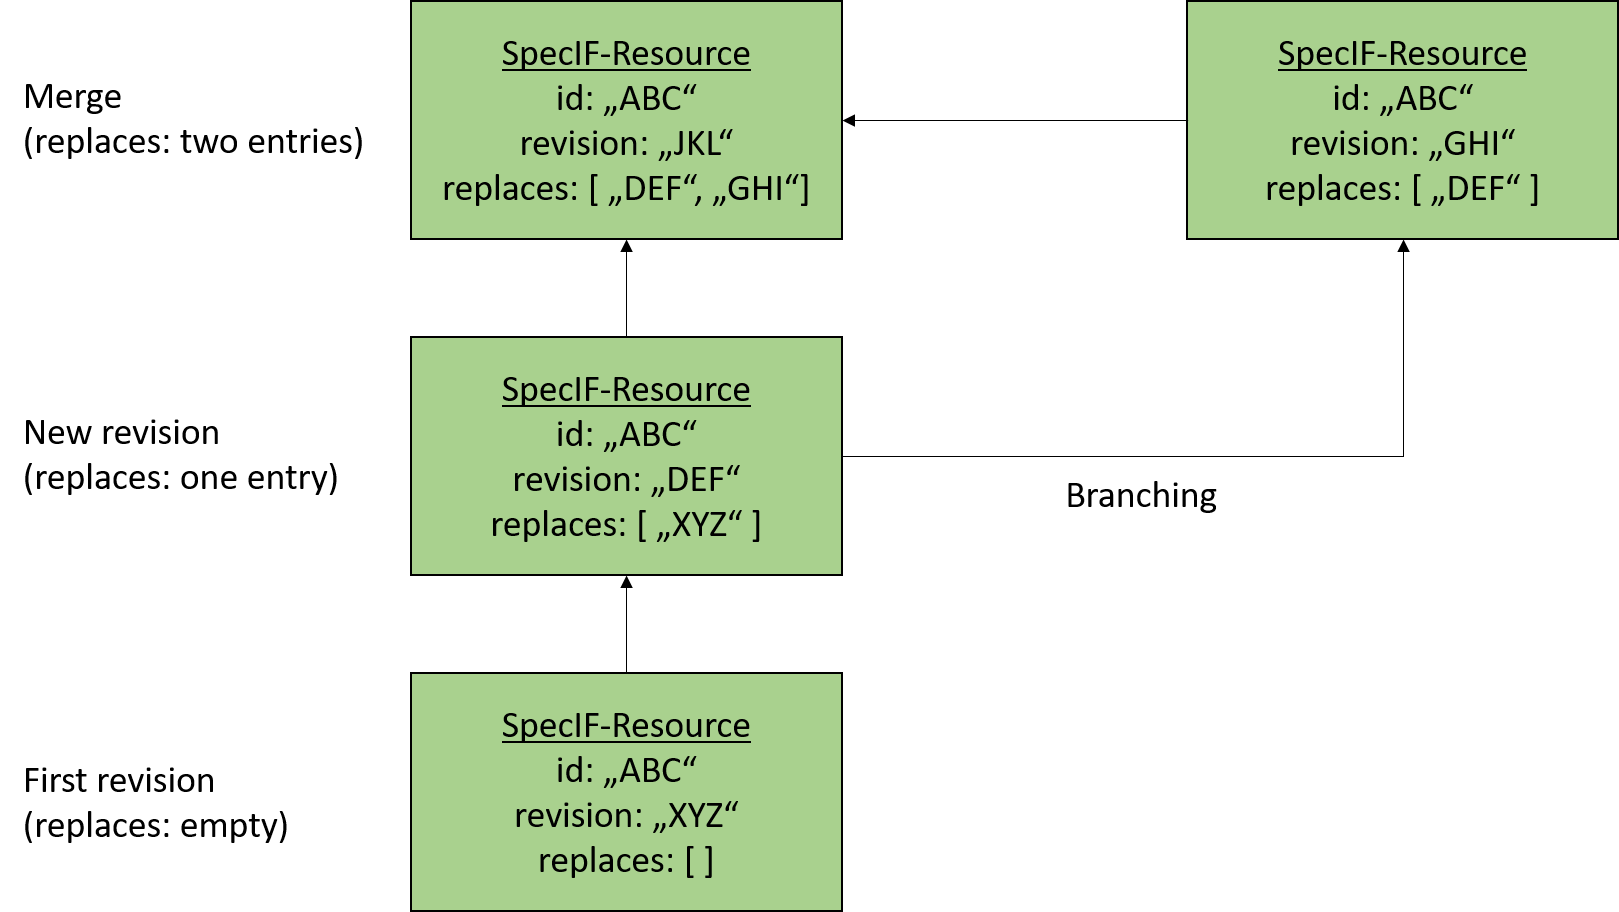 Merge
(replaces: two entries)
SpecIF-Resource
id: „ABC“
revision: „JKL“
replaces: [ „DEF“, „GHI“]
SpecIF-Resource
id: „ABC“
revision: „GHI“
replaces: [ „DEF“ ]
New revision
(replaces: one entry)
SpecIF-Resource
id: „ABC“
revision: „DEF“
replaces: [ „XYZ“ ]
Branching
First revision
(replaces: empty)
SpecIF-Resource
id: „ABC“
revision: „XYZ“
replaces: [ ]